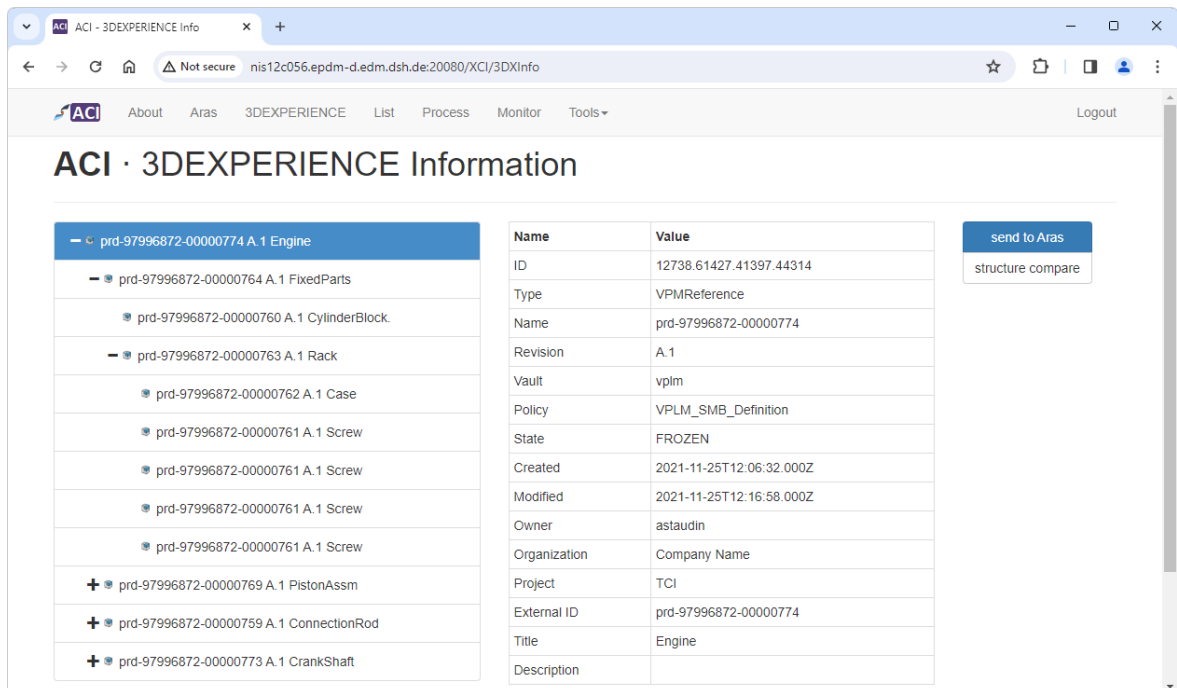 ACI ACI - 3DEXPERIENCE Info
Not secure nis12c056.epdm-d.edm.dsh.de:20080/XCI/3DXInfo
ACI About Aras 3DEXPERIENCE List Process Monitor Tools Logout
ACI · 3DEXPERIENCE Information
prd-97996872-00000774 A.1 Engine
prd-97996872-00000764 A.1 FixedParts
prd-97996872-00000760 A.1 CylinderBlock.
prd-97996872-00000763 A.1 Rack
prd-97996872-00000762 A.1 Case
prd-97996872-00000761 A.1 Screw
prd-97996872-00000761 A.1 Screw
prd-97996872-00000761 A.1 Screw
prd-97996872-00000761 A.1 Screw
prd-97996872-00000769 A.1 PistonAssm
prd-97996872-00000759 A.1 ConnectionRod
prd-97996872-00000773 A.1 CrankShaft
Name Value
ID 12738.61427.41397.44314
Type VPMReference
Name prd-97996872-00000774
Revision A.1
Vault vplm
Policy VPLM_SMB_Definition
State FROZEN
Created 2021-11-25T12:06:32.000Z
Modified 2021-11-25T12:16:58.000Z
Owner astaudin
Organization Company Name
Project TCI
External ID prd-97996872-00000774
Title Engine
Description
send to Aras
structure compare